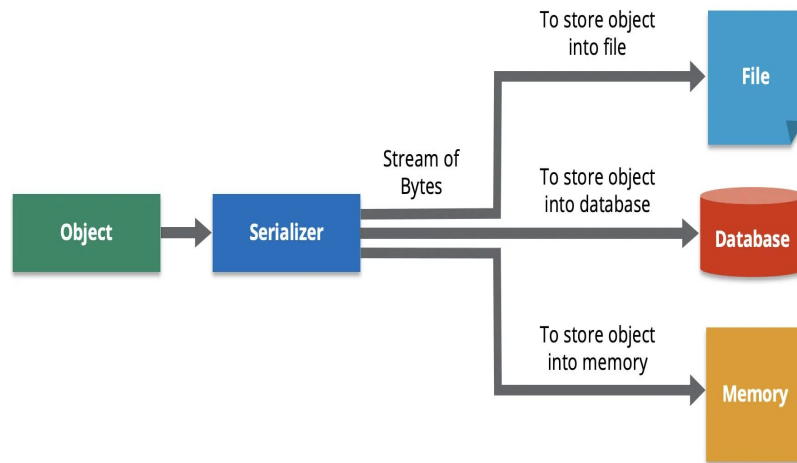 To store object
into file
File
Stream of
Bytes
To store object
into database
Object
Serializer
Database
To store object
into memory
Memory